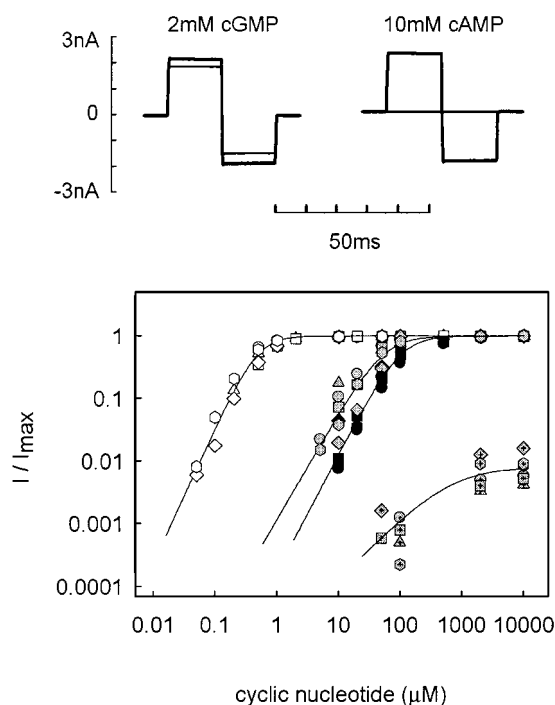 2mM cGMP
10mM cAMP
3nA
0
-3nA
50ms
I / Imax
1
0.1
0.01
0.001
0.0001
0.01 0.1 1 10 100 1000 10000
cyclic nucleotide (µM)